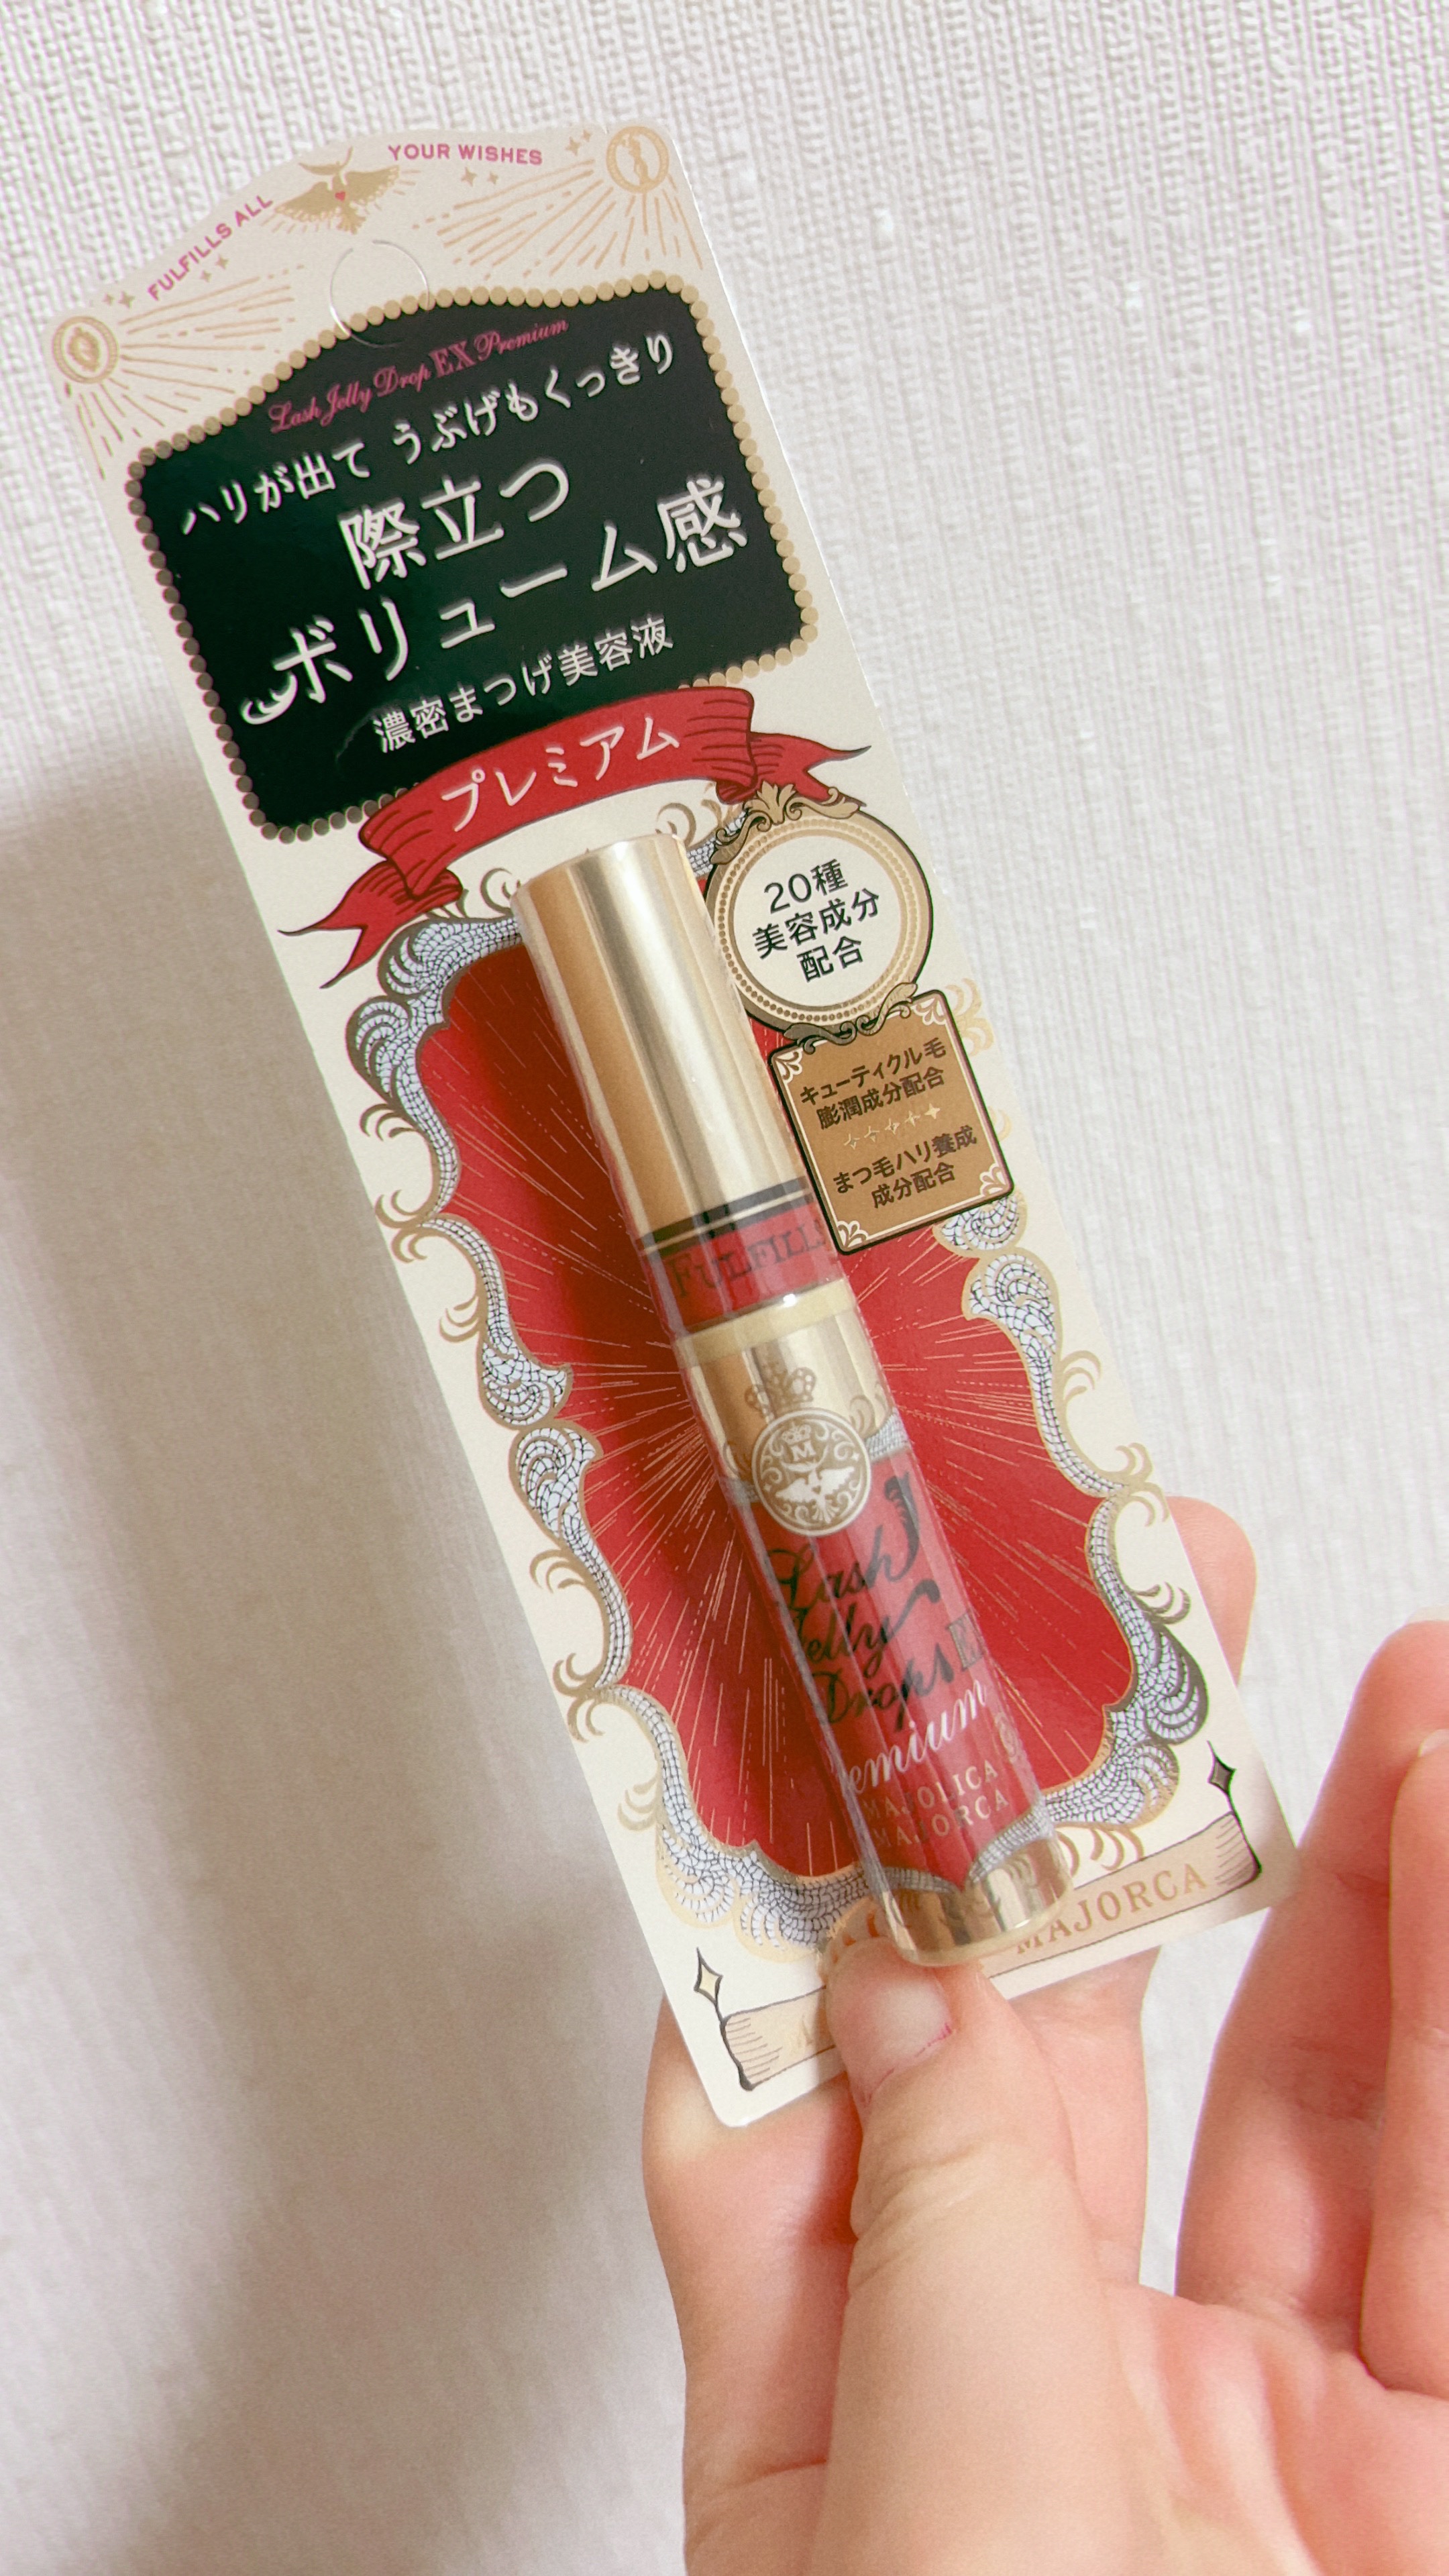 FULFILLS ALL YOUR WISHES
Lash Jelly Drop EX Premium
ハリが出て うぶげもくっきり
際立つ
ボリューム感
濃密まつげ美容液
プレミアム
20種
美容成分
配合
キューティクル毛
膨潤成分配合
まつ毛ハリ養成
成分配合
FULFILLS
M
Lash
Jelly
Drops
MAJOLICA
MAJORCA
MAJORCA